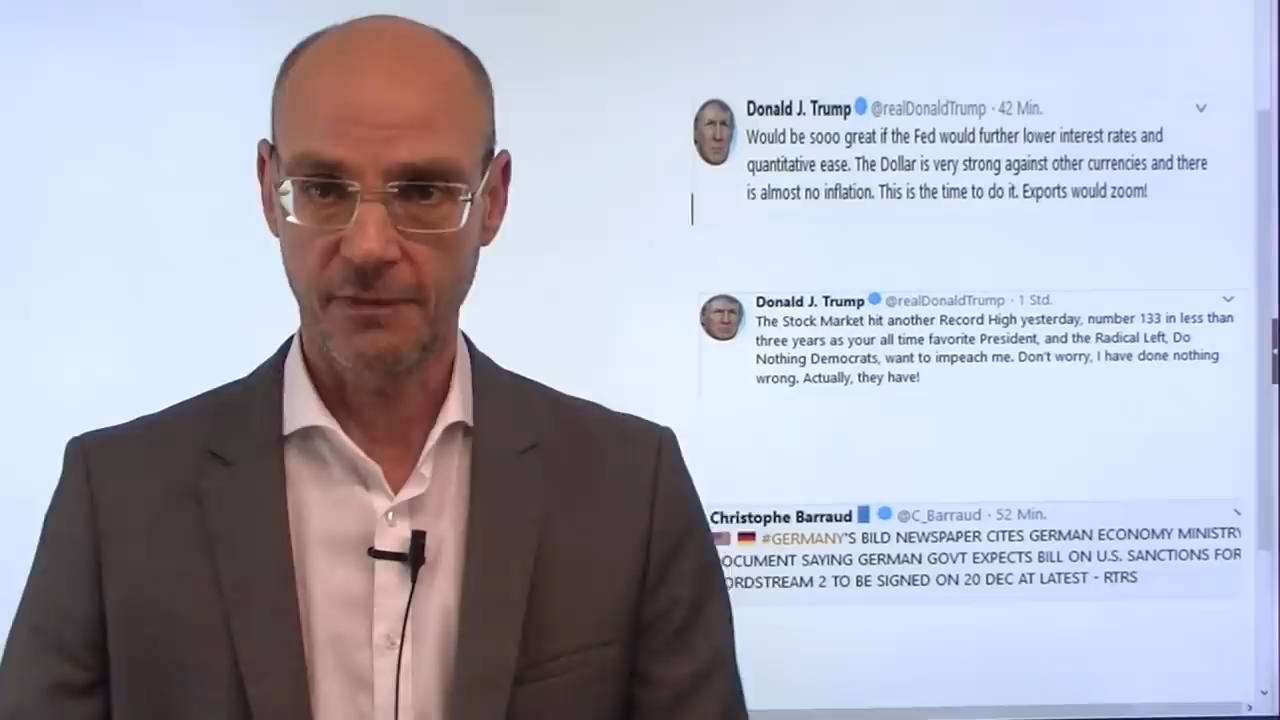 Donald J. Trump @realDonaldTrump · 42 Min.
Would be sooo great if the Fed would further lower interest rates and
quantitative ease. The Dollar is very strong against other currencies and there
is almost no inflation. This is the time to do it. Exports would zoom!
Donald J. Trump @realDonaldTrump · 1 Std.
The Stock Market hit another Record High yesterday, number 133 in less than
three years as your all time favorite President, and the Radical Left, Do
Nothing Democrats, want to impeach me. Don't worry, I have done nothing
wrong. Actually, they have!
Christophe Barraud @C_Barraud · 52 Min.
#GERMANY'S BILD NEWSPAPER CITES GERMAN ECONOMY MINISTRY
OCUMENT SAYING GERMAN GOVT EXPECTS BILL ON U.S. SANCTIONS FOR
ORDSTREAM 2 TO BE SIGNED ON 20 DEC AT LATEST - RTRS